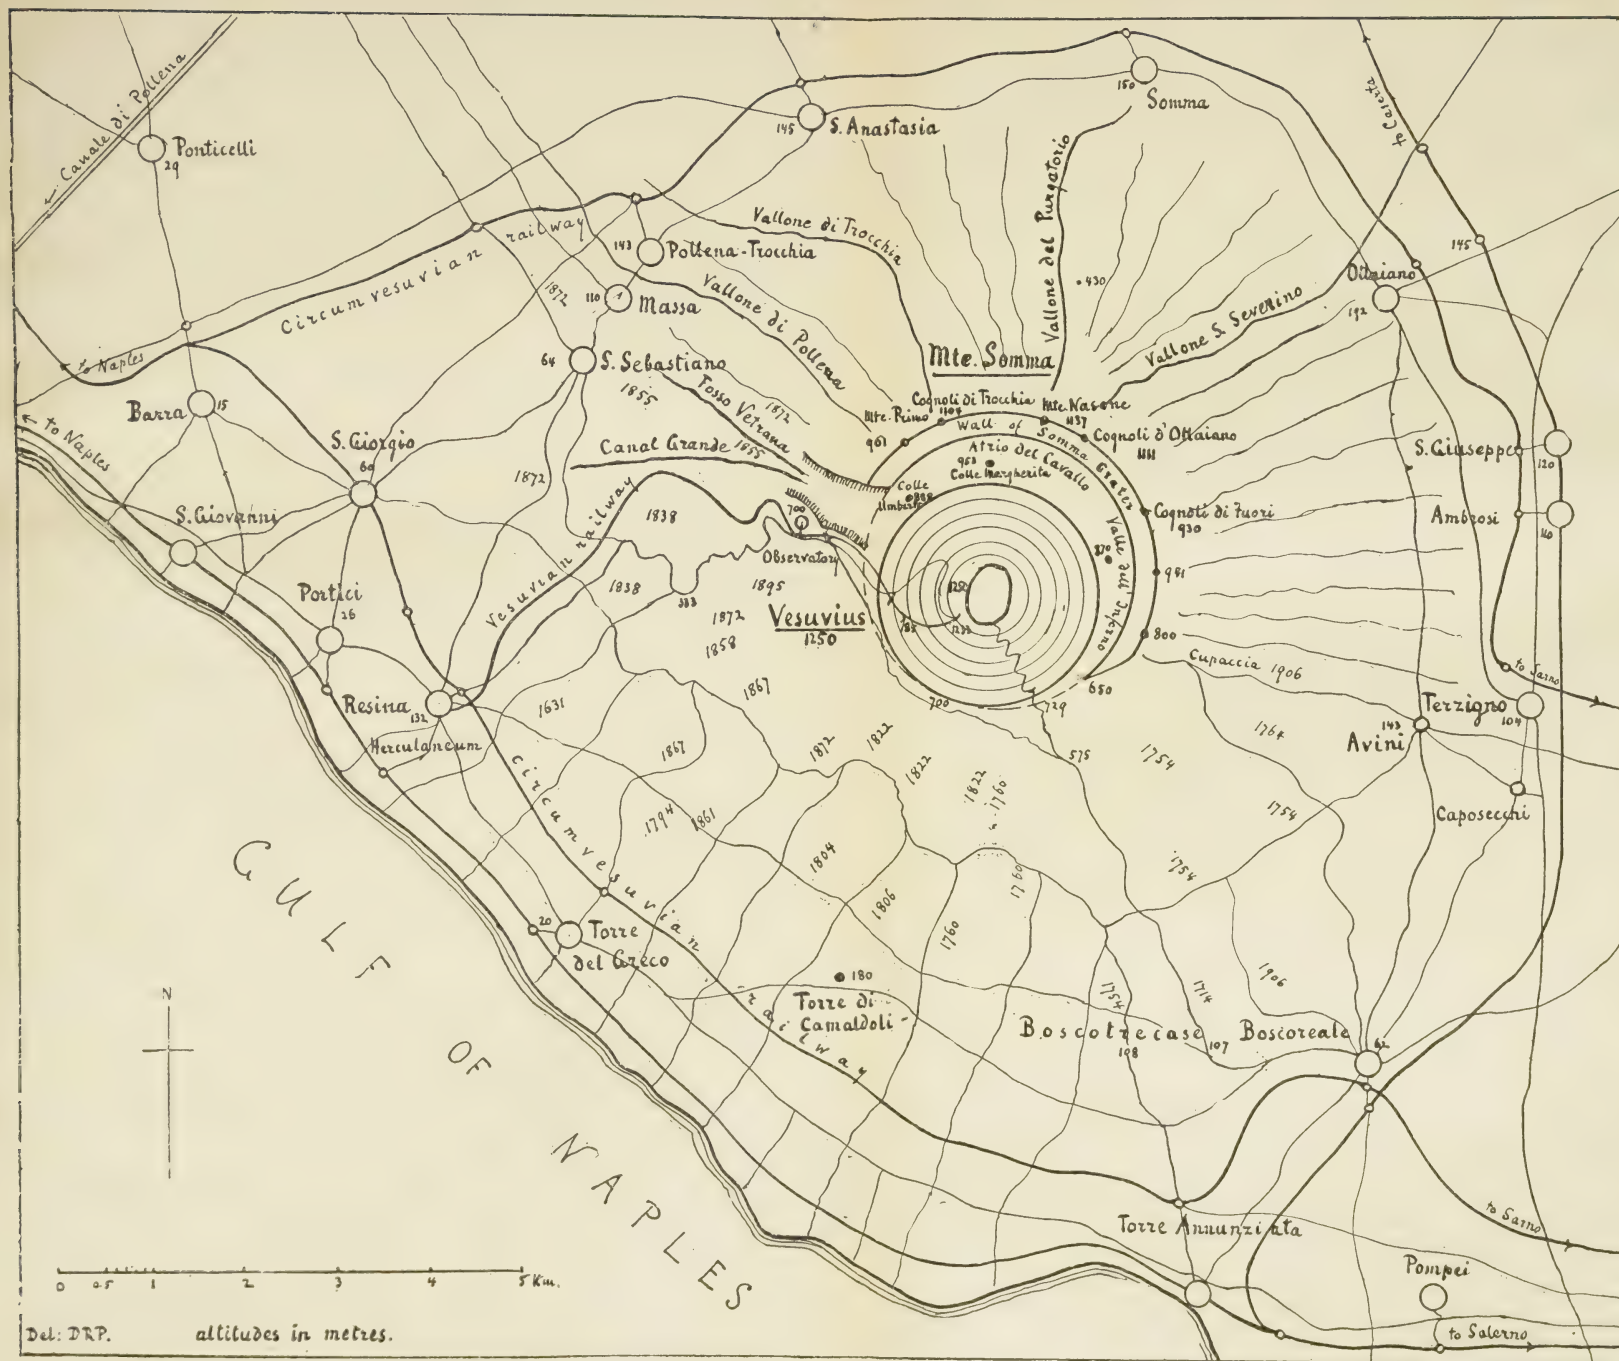 Canale di Pollena
Ponticelli
29
145
S. Anastasia
150
Somma
to Caserta
145
Circumvesuvian railway
143
Pollena-Trocchia
110
Massa
1872
Vallone di Trocchia
Vallone di Pollena
Vallone del Purgatorio
430
Vallone S. Severino
Ottaiano
192
to Naples
64
S. Sebastiano
1855
Fosso Vetrana
1872
Mte. Somma
Cognoli di Trocchia
1104
Mte. Nasone
1137
Mte. Primo
961
Wall of Somma Crater
Cognoli d'Ottaiano
1111
Barra
15
to Naples
S. Giorgio
60
Canal Grande 1855
1872
Atrio del Cavallo
953
Colle Margherita
Colle
Umberto
888
S. Giuseppe
120
Cognoli di Fuori
930
Ambrosi
110
S. Giovanni
Vesuvian railway
1838
700
Observatory
Valle dell' Inferno
870
981
Portici
26
1838
333
1895
1872
1858
Vesuvius
1250
800
Cupaccia 1906
to Sarno
Resina
132
1631
1867
700
729
650
Terzigno
104
143
Avini
Herculaneum
1867
1872
1822
575
1754
1764
circumvesuvian railway
1822
1822
1760
1754
Caposecchi
1794
1861
1804
1754
1806
1760
1760
20
Torre
del Greco
180
Torre di
Camaldoli
1754
1714
1906
Boscotrecase
108
107
Boscoreale
62
N
GULF
OF
NAPLES
Torre Annunziata
to Sarno
Pompei
to Salerno
0 0.5 1 2 3 4 5 Km.
Del: DRP.
altitudes in metres.